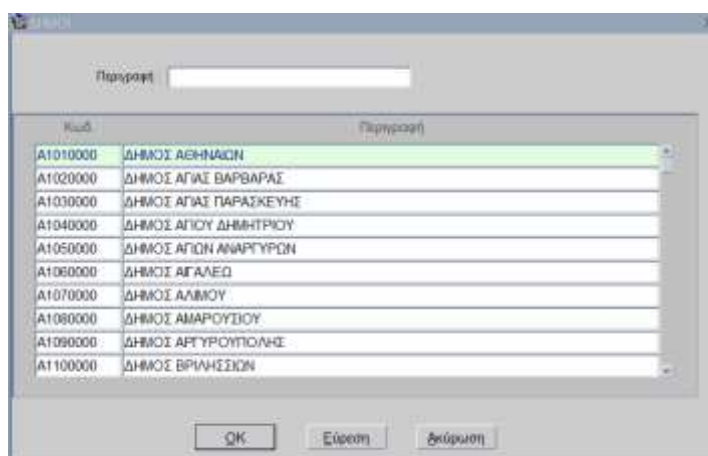 ΔΗΜΟΙ
Περιγραφή
Κωδ. Περιγραφή
A1010000 ΔΗΜΟΣ ΑΘΗΝΑΙΩΝ
A1020000 ΔΗΜΟΣ ΑΓΙΑΣ ΒΑΡΒΑΡΑΣ
A1030000 ΔΗΜΟΣ ΑΓΙΑΣ ΠΑΡΑΣΚΕΥΗΣ
A1040000 ΔΗΜΟΣ ΑΓΙΟΥ ΔΗΜΗΤΡΙΟΥ
A1050000 ΔΗΜΟΣ ΑΓΙΩΝ ΑΝΑΡΓΥΡΩΝ
A1060000 ΔΗΜΟΣ ΑΙΓΑΛΕΩ
A1070000 ΔΗΜΟΣ ΑΛΙΜΟΥ
A1080000 ΔΗΜΟΣ ΑΜΑΡΟΥΣΙΟΥ
A1090000 ΔΗΜΟΣ ΑΡΓΥΡΟΥΠΟΛΗΣ
A1100000 ΔΗΜΟΣ ΒΡΙΛΗΣΣΙΩΝ
OK Εύρεση Ακύρωση